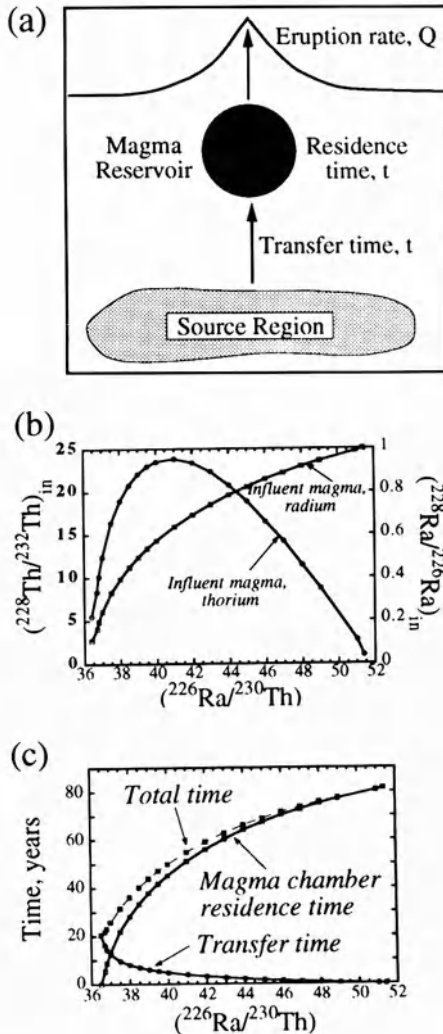 (a)
Eruption rate, Q
Magma
Reservoir
Residence
time, t
Transfer time, t
Source Region
(b)
25
20
15
10
5
0
(²²⁸Th/²³²Th)in
1
0.8
0.6
0.4
0.2
0
(²²⁸Ra/²²⁶Ra)in
Influent magma,
radium
Influent magma,
thorium
36 38 40 42 44 46 48 50 52
(²²⁶Ra/²³⁰Th)
(c)
80
60
40
20
0
Time, years
Total time
Magma chamber
residence time
Transfer time
36 38 40 42 44 46 48 50 52
(²²⁶Ra/²³⁰Th)